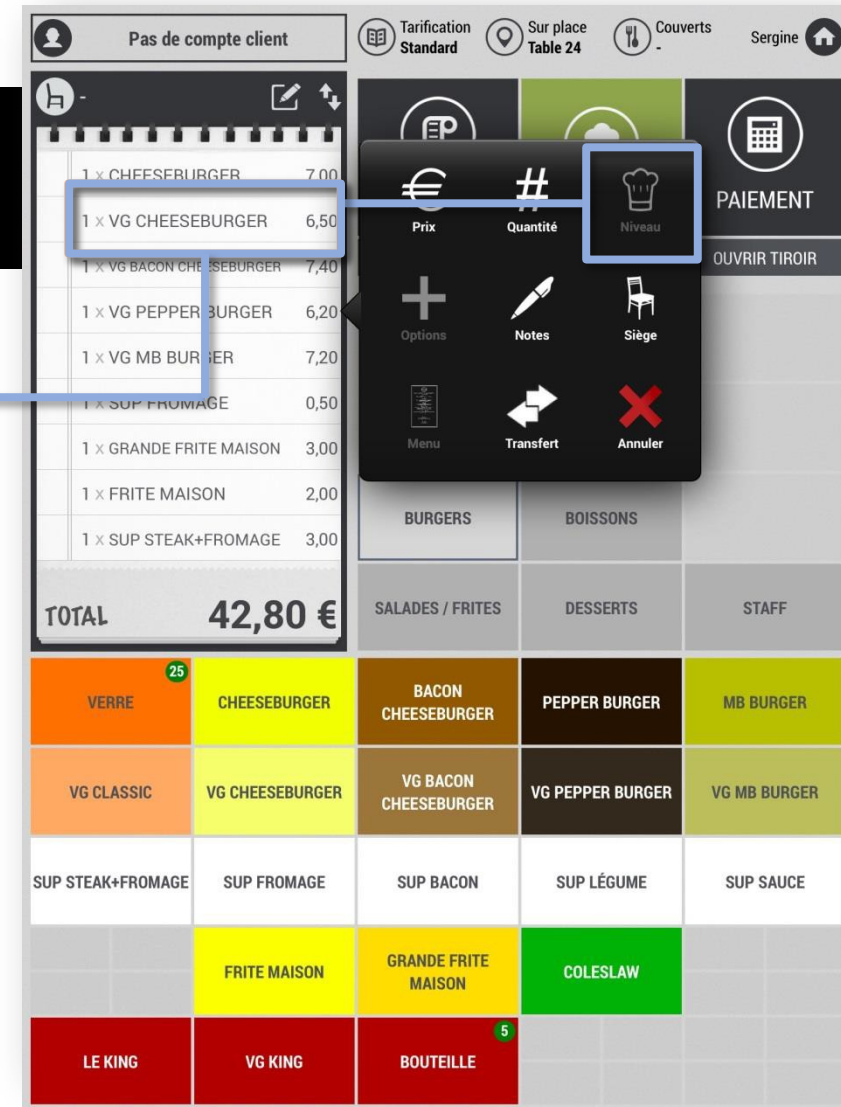 Pas de compte client
Tarification
Standard
Sur place
Table 24
Couverts
-
Sergine
-
1 x CHEESEBURGER 7,00
1 x VG CHEESEBURGER 6,50
1 x VG BACON CHEESEBURGER 7,40
1 x VG PEPPER BURGER 6,20
1 x VG MB BURGER 7,20
1 x SUP FROMAGE 0,50
1 x GRANDE FRITE MAISON 3,00
1 x FRITE MAISON 2,00
1 x SUP STEAK+FROMAGE 3,00
TOTAL 42,80 €
PAIEMENT
OUVRIR TIROIR
Prix
Quantité
Niveau
Options
Notes
Siège
Menu
Transfert
Annuler
BURGERS
BOISSONS
SALADES / FRITES
DESSERTS
STAFF
VERRE
25
CHEESEBURGER
BACON
CHEESEBURGER
PEPPER BURGER
MB BURGER
VG CLASSIC
VG CHEESEBURGER
VG BACON
CHEESEBURGER
VG PEPPER BURGER
VG MB BURGER
SUP STEAK+FROMAGE
SUP FROMAGE
SUP BACON
SUP LÉGUME
SUP SAUCE
FRITE MAISON
GRANDE FRITE
MAISON
COLESLAW
LE KING
VG KING
BOUTEILLE
5